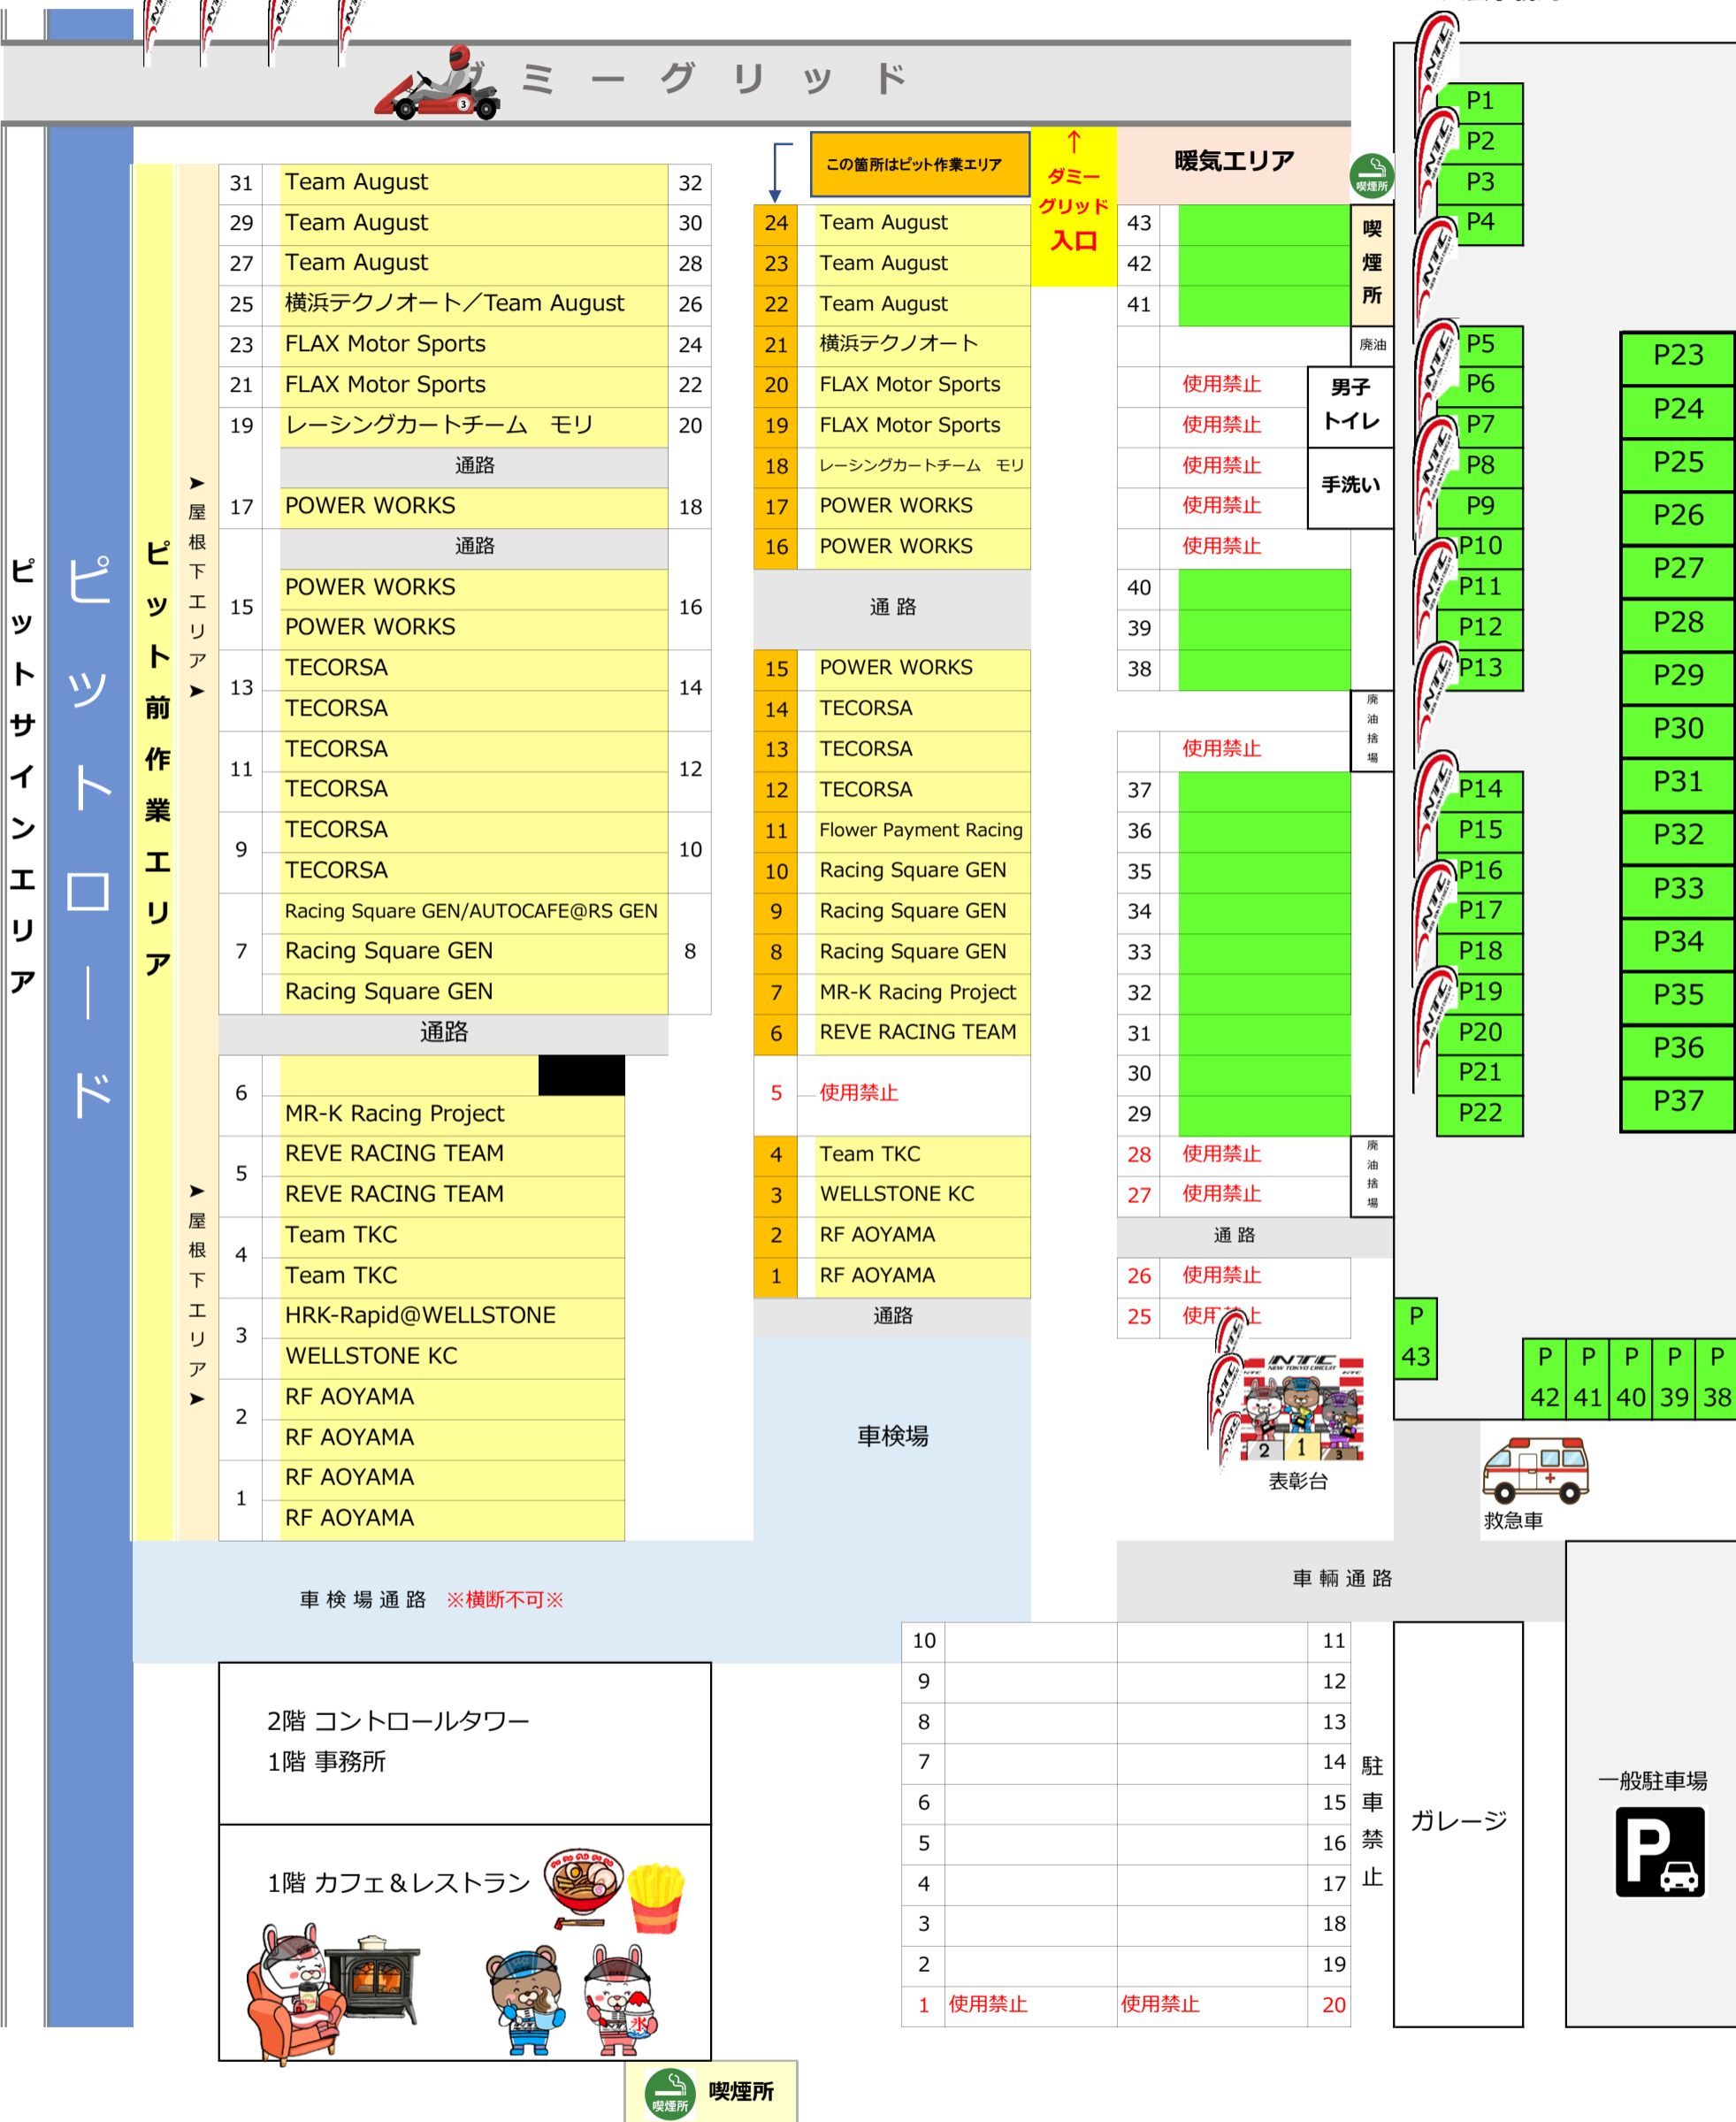 ダミーグリッド
3
この箇所はピット作業エリア
↑
ダミー
グリッド
入口
暖気エリア
喫煙所
喫煙所
廃油
男子
トイレ
手洗い
廃油捨場
廃油捨場
ピットサインエリア
ピットロード
ピット前作業エリア
➤屋根下エリア➤
➤屋根下エリア➤
31 Team August 32
29 Team August 30
27 Team August 28
25 横浜テクノオート／Team August 26
23 FLAX Motor Sports 24
21 FLAX Motor Sports 22
19 レーシングカートチーム　モリ 20
通路
17 POWER WORKS 18
通路
15 POWER WORKS 16
POWER WORKS
13 TECORSA 14
TECORSA
11 TECORSA 12
TECORSA
9 TECORSA 10
TECORSA
Racing Square GEN/AUTOCAFE@RS GEN
7 Racing Square GEN 8
Racing Square GEN
通路
6
MR-K Racing Project
5 REVE RACING TEAM
REVE RACING TEAM
4 Team TKC
Team TKC
3 HRK-Rapid@WELLSTONE
WELLSTONE KC
2 RF AOYAMA
RF AOYAMA
1 RF AOYAMA
RF AOYAMA
24 Team August
23 Team August
22 Team August
21 横浜テクノオート
20 FLAX Motor Sports
19 FLAX Motor Sports
18 レーシングカートチーム　モリ
17 POWER WORKS
16 POWER WORKS
通路
15 POWER WORKS
14 TECORSA
13 TECORSA
12 TECORSA
11 Flower Payment Racing
10 Racing Square GEN
9 Racing Square GEN
8 Racing Square GEN
7 MR-K Racing Project
6 REVE RACING TEAM
5 使用禁止
4 Team TKC
3 WELLSTONE KC
2 RF AOYAMA
1 RF AOYAMA
通路
車検場
43
42
41
使用禁止
使用禁止
使用禁止
使用禁止
使用禁止
40
39
38
使用禁止
37
36
35
34
33
32
31
30
29
28 使用禁止
27 使用禁止
通路
26 使用禁止
25 使用禁止
NTC
NEW TOKYO CIRCUIT
2 1 3
表彰台
P1
P2
P3
P4
P5
P6
P7
P8
P9
P10
P11
P12
P13
P14
P15
P16
P17
P18
P19
P20
P21
P22
P23
P24
P25
P26
P27
P28
P29
P30
P31
P32
P33
P34
P35
P36
P37
P 43
P 42
P 41
P 40
P 39
P 38
救急車
車輌通路
車検場通路 ※横断不可※
2階 コントロールタワー
1階 事務所
1階 カフェ＆レストラン
氷
喫煙所
喫煙所
10 11
9 12
8 13
7 14
6 15
5 16
4 17
3 18
2 19
1 使用禁止 使用禁止 20
駐車禁止
ガレージ
一般駐車場
P